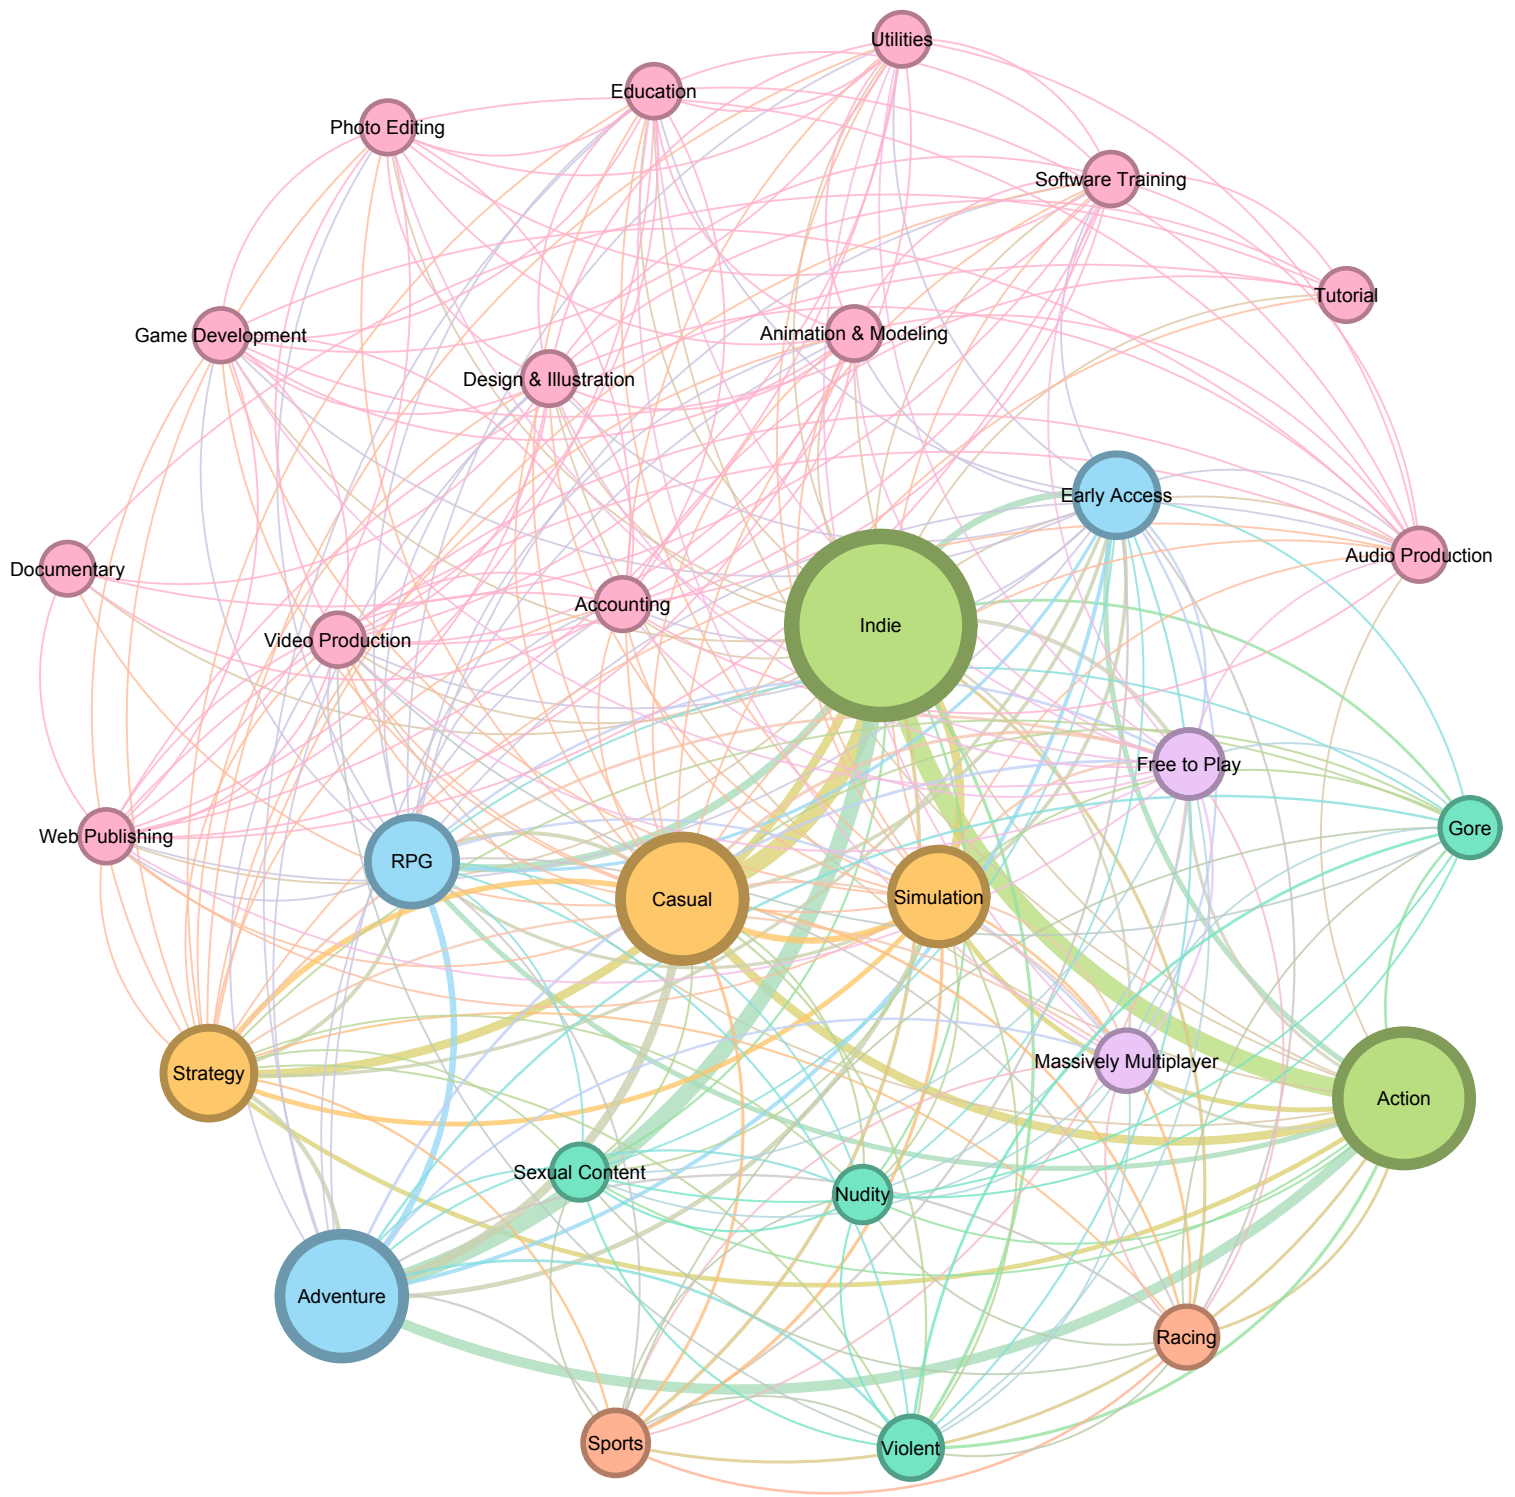 Utilities
Education
Photo Editing
Software Training
Tutorial
Game Development
Animation & Modeling
Design & Illustration
Early Access
Audio Production
Documentary
Accounting
Indie
Video Production
Free to Play
Gore
Web Publishing
RPG
Casual
Simulation
Massively Multiplayer
Strategy
Action
Sexual Content
Nudity
Adventure
Racing
Sports
Violent